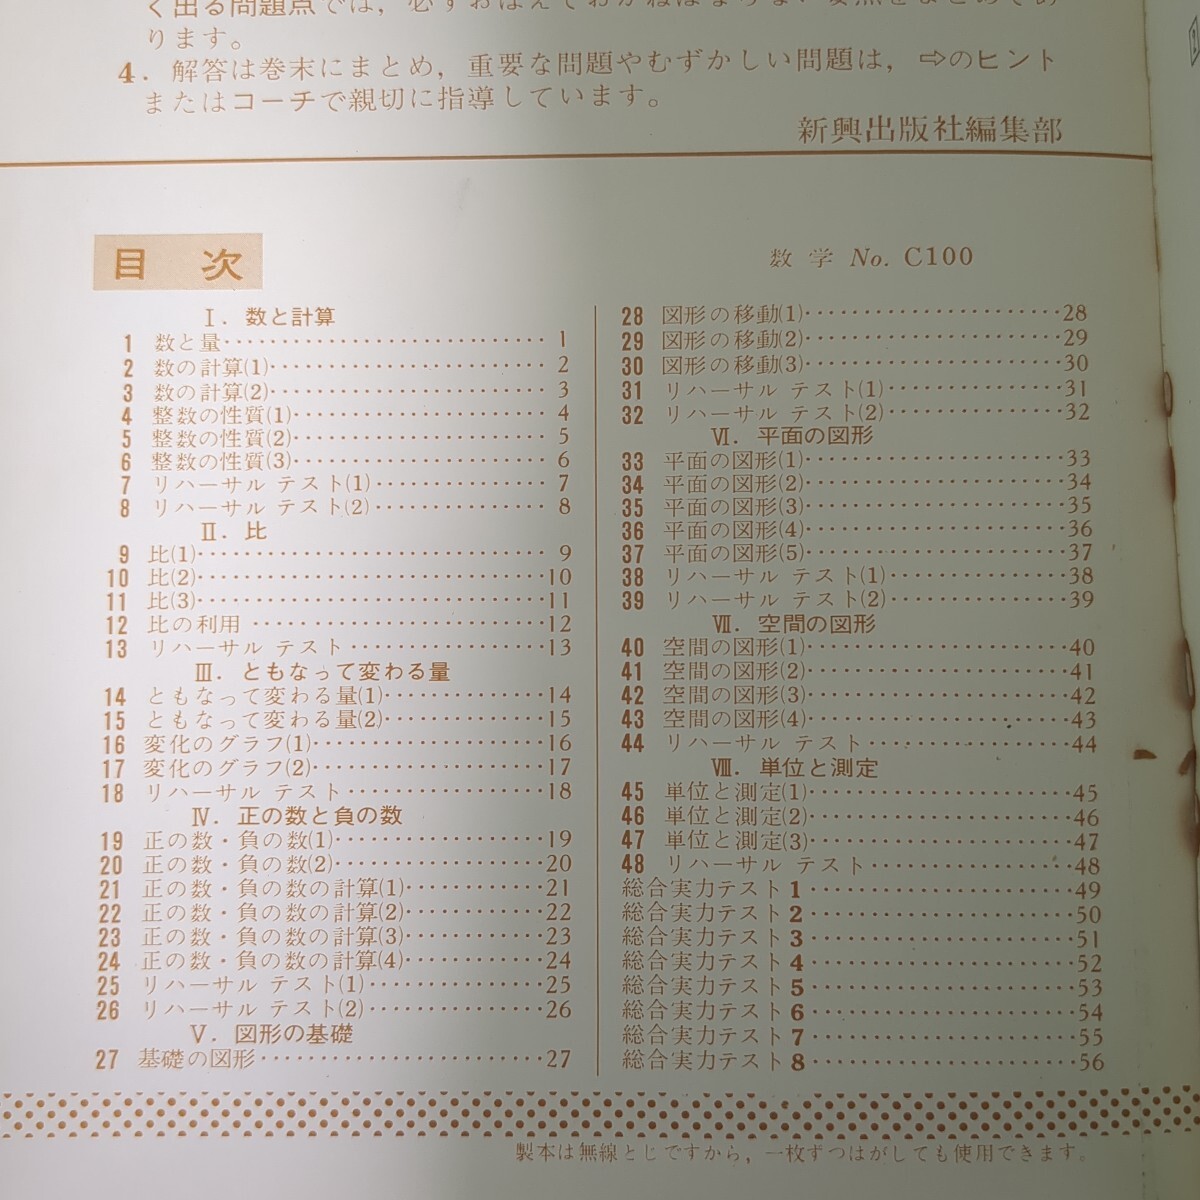 く出る問題点では，必ずおぼえておかねばならない要点をまとめてあ
ります。
4．解答は巻末にまとめ，重要な問題やむずかしい問題は，⇨のヒント
またはコーチで親切に指導しています。
新興出版社編集部
目 次
数 学 No. C100
Ⅰ．数と計算
1 数と量 1
2 数の計算(1) 2
3 数の計算(2) 3
4 整数の性質(1) 4
5 整数の性質(2) 5
6 整数の性質(3) 6
7 リハーサル テスト(1) 7
8 リハーサル テスト(2) 8
Ⅱ．比
9 比(1) 9
10 比(2) 10
11 比(3) 11
12 比の利用 12
13 リハーサル テスト 13
Ⅲ．ともなって変わる量
14 ともなって変わる量(1) 14
15 ともなって変わる量(2) 15
16 変化のグラフ(1) 16
17 変化のグラフ(2) 17
18 リハーサル テスト 18
Ⅳ．正の数と負の数
19 正の数・負の数(1) 19
20 正の数・負の数(2) 20
21 正の数・負の数の計算(1) 21
22 正の数・負の数の計算(2) 22
23 正の数・負の数の計算(3) 23
24 正の数・負の数の計算(4) 24
25 リハーサル テスト(1) 25
26 リハーサル テスト(2) 26
Ⅴ．図形の基礎
27 基礎の図形 27
28 図形の移動(1) 28
29 図形の移動(2) 29
30 図形の移動(3) 30
31 リハーサル テスト(1) 31
32 リハーサル テスト(2) 32
Ⅵ．平面の図形
33 平面の図形(1) 33
34 平面の図形(2) 34
35 平面の図形(3) 35
36 平面の図形(4) 36
37 平面の図形(5) 37
38 リハーサル テスト(1) 38
39 リハーサル テスト(2) 39
Ⅶ．空間の図形
40 空間の図形(1) 40
41 空間の図形(2) 41
42 空間の図形(3) 42
43 空間の図形(4) 43
44 リハーサル テスト 44
Ⅷ．単位と測定
45 単位と測定(1) 45
46 単位と測定(2) 46
47 単位と測定(3) 47
48 リハーサル テスト 48
総合実力テスト 1 49
総合実力テスト 2 50
総合実力テスト 3 51
総合実力テスト 4 52
総合実力テスト 5 53
総合実力テスト 6 54
総合実力テスト 7 55
総合実力テスト 8 56
製本は無線とじですから，一枚ずつはがしても使用できます。